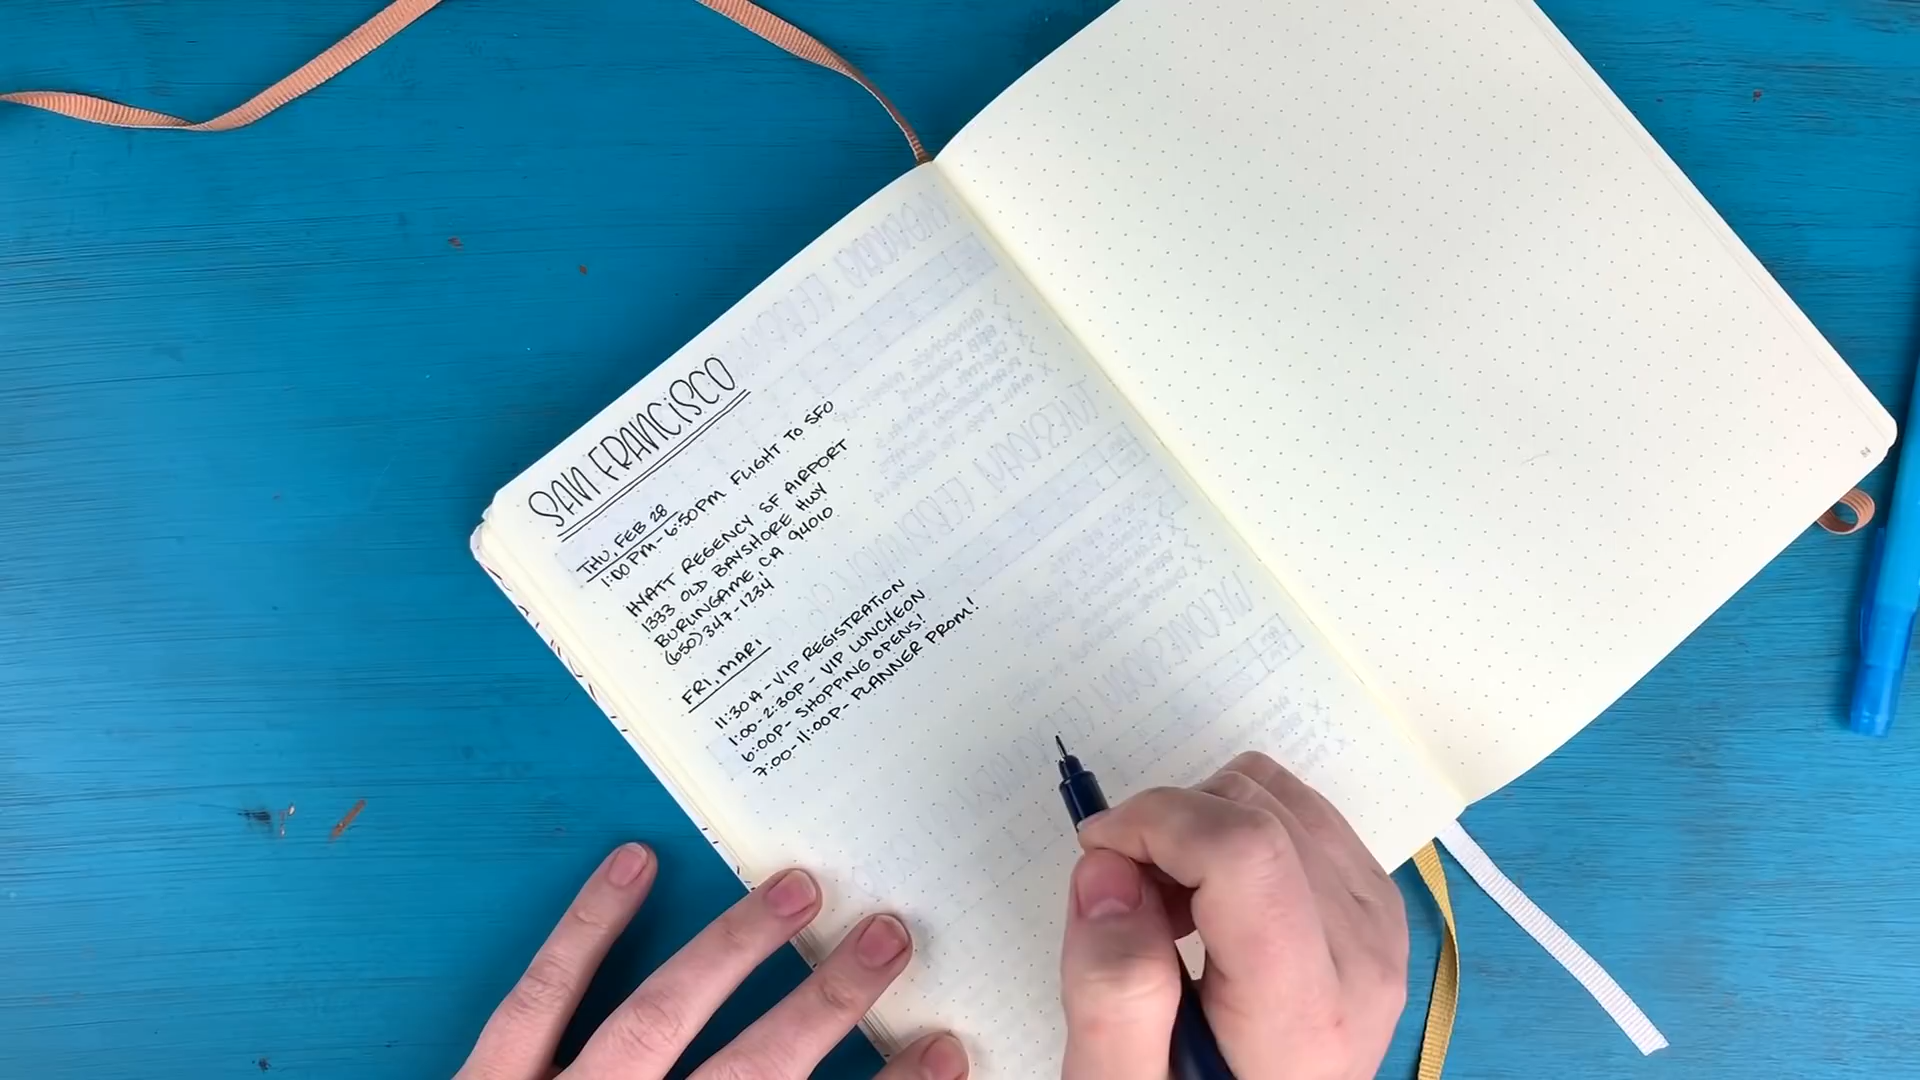 SAN FRANCISCO
THU, FEB 28
1:00PM-6:50PM FLIGHT TO SFO
HYATT REGENCY SF AIRPORT
1333 OLD BAYSHORE HWY
BURLINGAME, CA 94010
(650) 347-1234
FRI, MAR 1
11:30A - VIP REGISTRATION
1:00-2:30P - VIP LUNCHEON
6:00P- SHOPPING OPENS!
7:00-11:00P- PLANNER PROM!